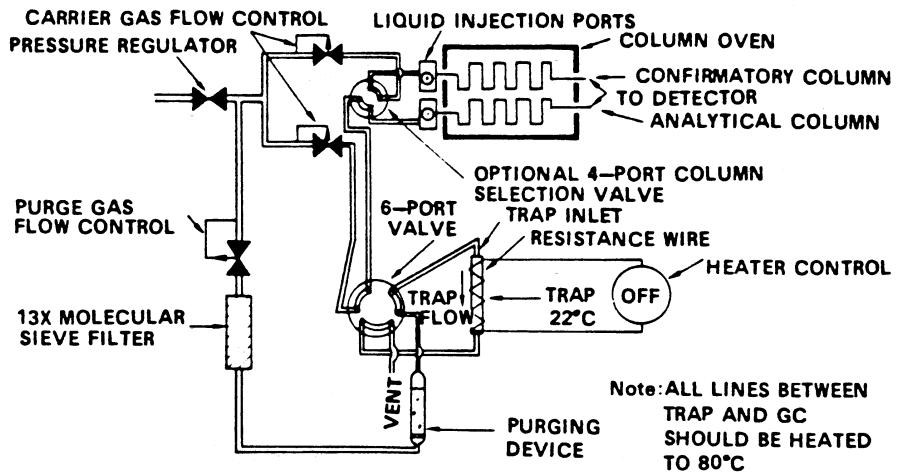 CARRIER GAS FLOW CONTROL
PRESSURE REGULATOR
LIQUID INJECTION PORTS
COLUMN OVEN
CONFIRMATORY COLUMN
TO DETECTOR
ANALYTICAL COLUMN
OPTIONAL 4-PORT COLUMN
SELECTION VALVE
PURGE GAS
FLOW CONTROL
6-PORT
VALVE
TRAP INLET
RESISTANCE WIRE
HEATER CONTROL
TRAP
FLOW
TRAP
22°C
OFF
13X MOLECULAR
SIEVE FILTER
VENT
PURGING
DEVICE
Note: ALL LINES BETWEEN
TRAP AND GC
SHOULD BE HEATED
TO 80°C